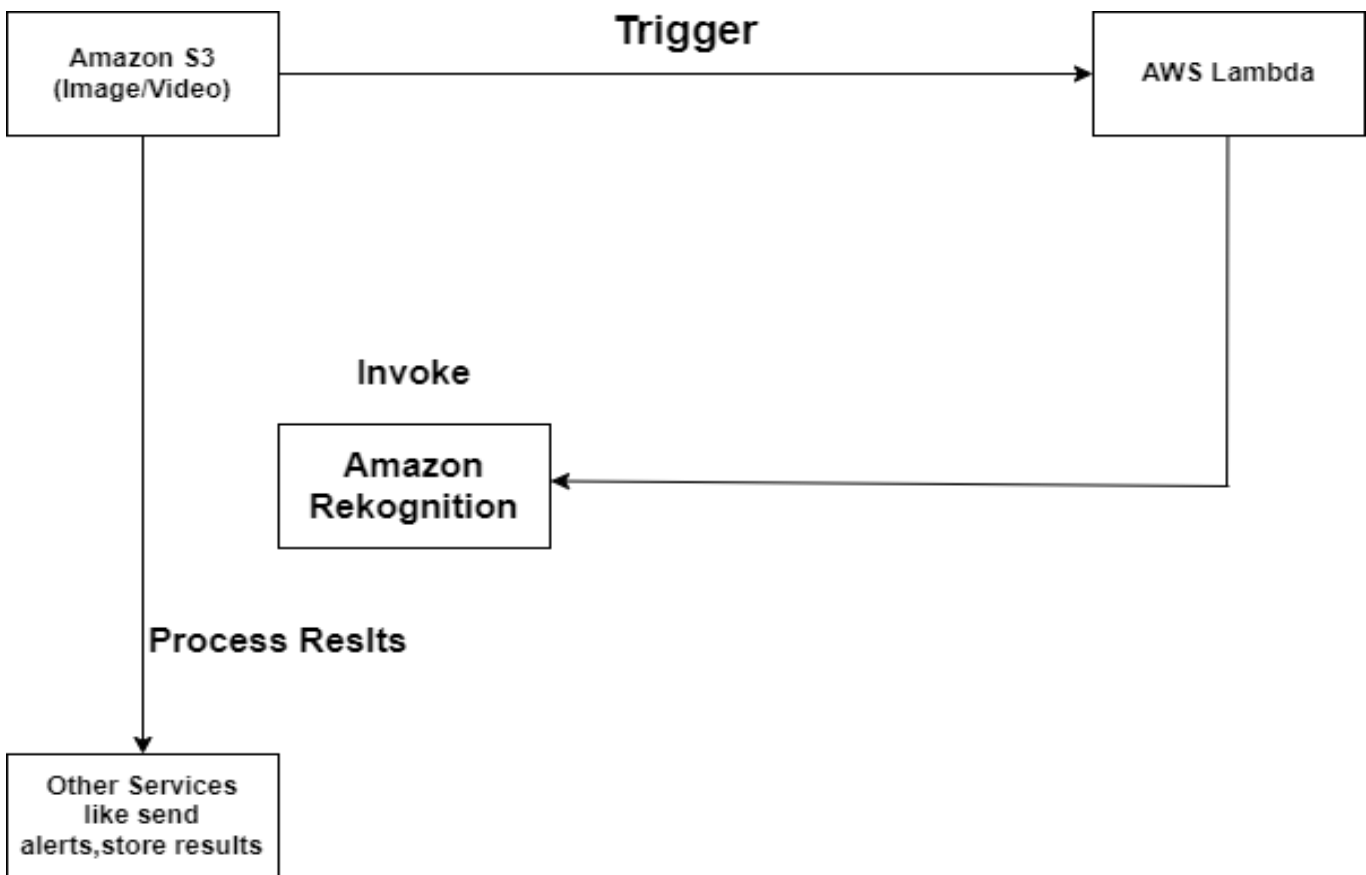 Trigger
Amazon S3
(Image/Video)
AWS Lambda
Invoke
Amazon
Rekognition
Process Reslts
Other Services
like send
alerts,store results